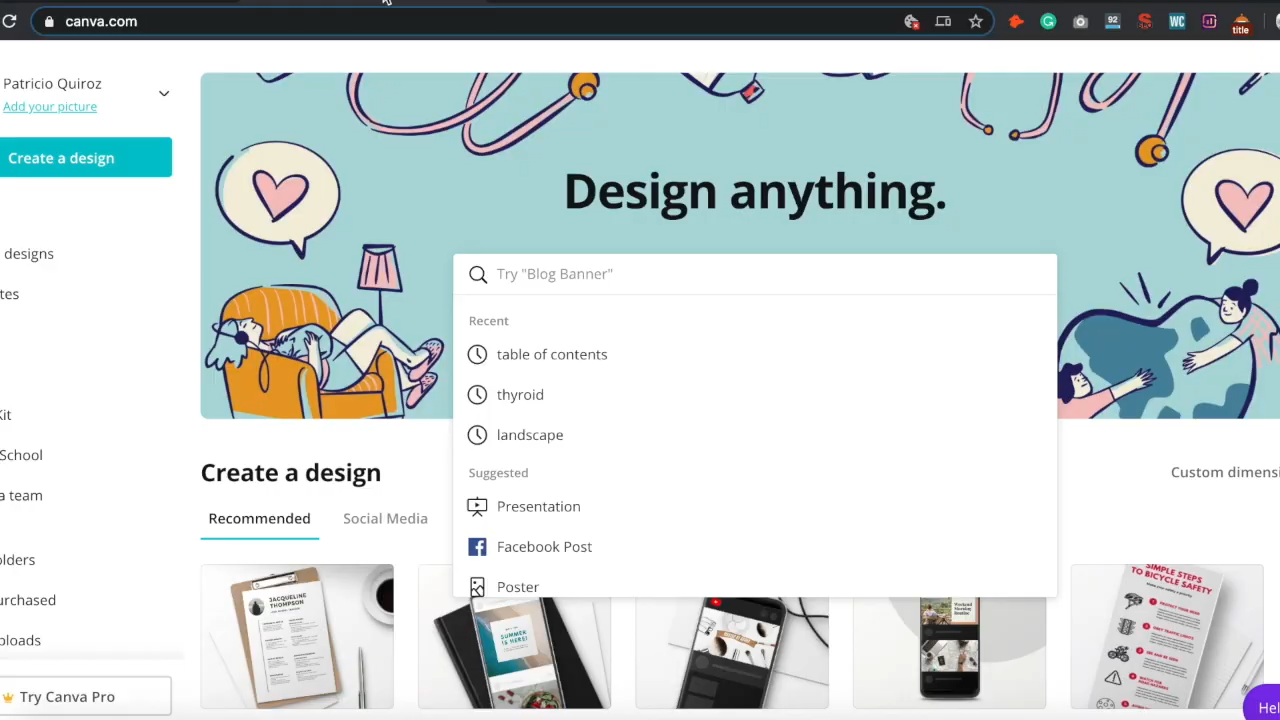 canva.com
92
WC
title
Patricio Quiroz
Add your picture
Create a design
designs
tes
Kit
School
a team
olders
urchased
ploads
Try Canva Pro
Design anything.
Try "Blog Banner"
Recent
table of contents
thyroid
landscape
Suggested
Presentation
Facebook Post
Poster
Create a design
Custom dimensi
Recommended
Social Media
JACQUELINE
THOMPSON
SUMMER
IS HERE!
SIMPLE STEPS
TO BICYCLE SAFETY
Hel